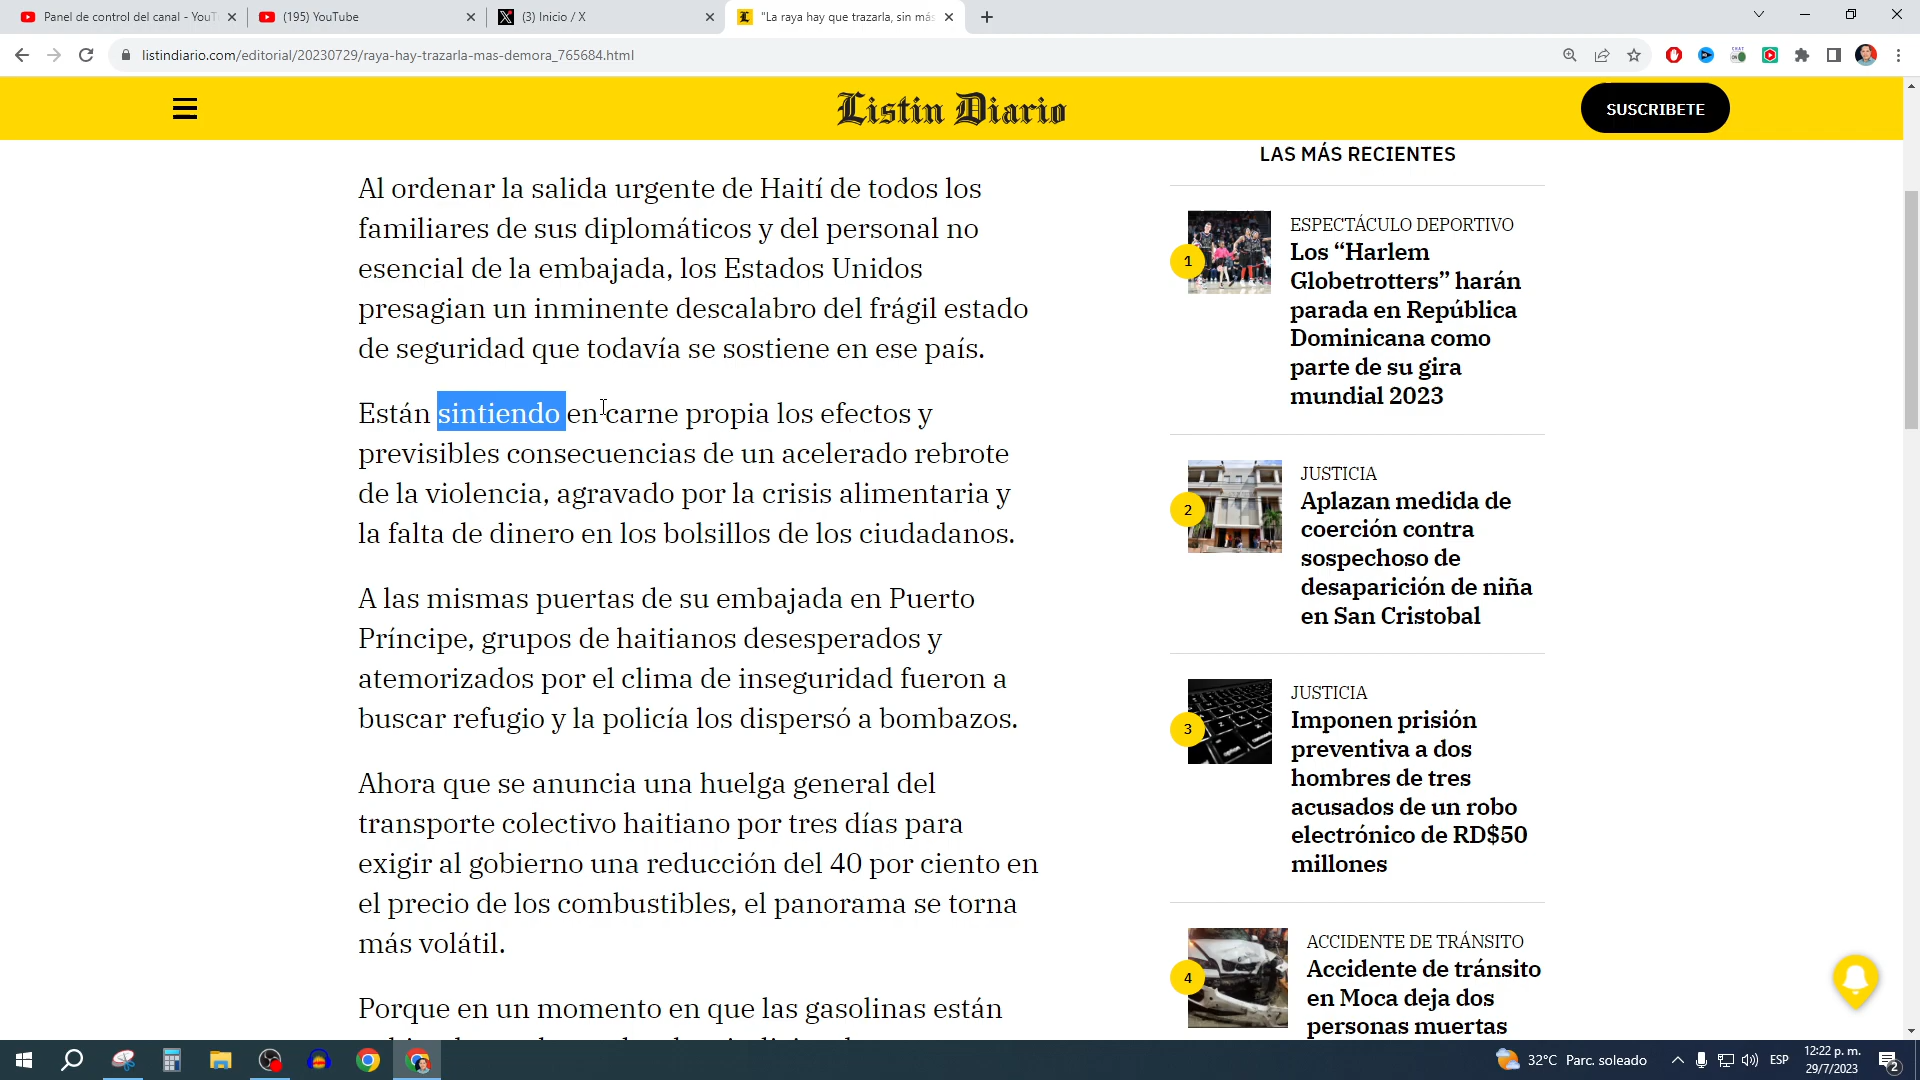 Panel de control del canal - YouT
(195) YouTube
(3) Inicio / X
"La raya hay que trazarla, sin más
listindiario.com/editorial/20230729/raya-hay-trazarla-mas-demora_765684.html
Listin Diario
SUSCRIBETE
Al ordenar la salida urgente de Haití de todos los
familiares de sus diplomáticos y del personal no
esencial de la embajada, los Estados Unidos
presagian un inminente descalabro del frágil estado
de seguridad que todavía se sostiene en ese país.
Están sintiendo en carne propia los efectos y
previsibles consecuencias de un acelerado rebrote
de la violencia, agravado por la crisis alimentaria y
la falta de dinero en los bolsillos de los ciudadanos.
A las mismas puertas de su embajada en Puerto
Príncipe, grupos de haitianos desesperados y
atemorizados por el clima de inseguridad fueron a
buscar refugio y la policía los dispersó a bombazos.
Ahora que se anuncia una huelga general del
transporte colectivo haitiano por tres días para
exigir al gobierno una reducción del 40 por ciento en
el precio de los combustibles, el panorama se torna
más volátil.
Porque en un momento en que las gasolinas están
LAS MÁS RECIENTES
1
ESPECTÁCULO DEPORTIVO
Los “Harlem
Globetrotters” harán
parada en República
Dominicana como
parte de su gira
mundial 2023
2
JUSTICIA
Aplazan medida de
coerción contra
sospechoso de
desaparición de niña
en San Cristobal
3
JUSTICIA
Imponen prisión
preventiva a dos
hombres de tres
acusados de un robo
electrónico de RD$50
millones
4
ACCIDENTE DE TRÁNSITO
Accidente de tránsito
en Moca deja dos
personas muertas
32°C Parc. soleado
ESP
12:22 p. m.
29/7/2023
2